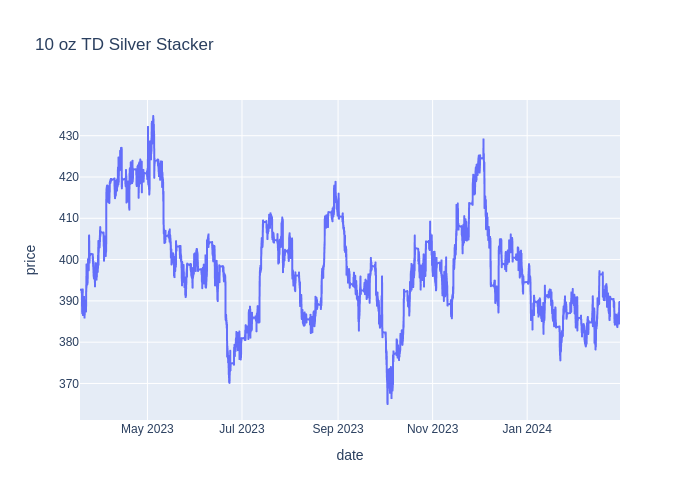 10 oz TD Silver Stacker
430
420
410
400
390
380
370
price
May 2023
Jul 2023
Sep 2023
Nov 2023
Jan 2024
date